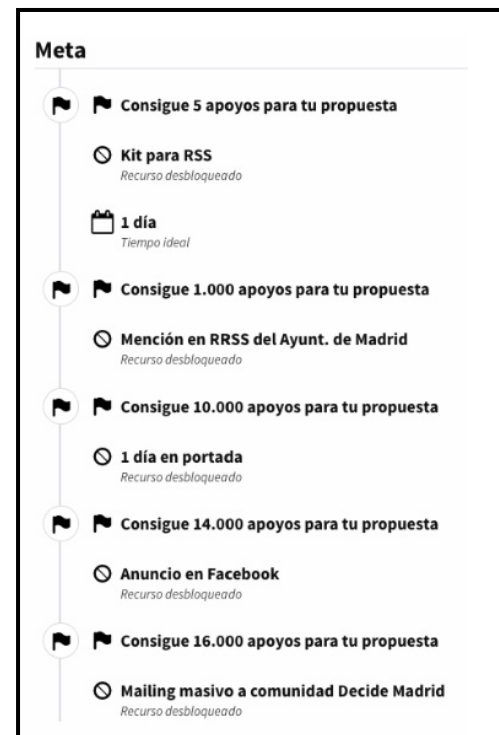 Meta
Consigue 5 apoyos para tu propuesta
Kit para RSS
Recurso desbloqueado
1 día
Tiempo ideal
Consigue 1.000 apoyos para tu propuesta
Mención en RRSS del Ayunt. de Madrid
Recurso desbloqueado
Consigue 10.000 apoyos para tu propuesta
1 día en portada
Recurso desbloqueado
Consigue 14.000 apoyos para tu propuesta
Anuncio en Facebook
Recurso desbloqueado
Consigue 16.000 apoyos para tu propuesta
Mailing masivo a comunidad Decide Madrid
Recurso desbloqueado